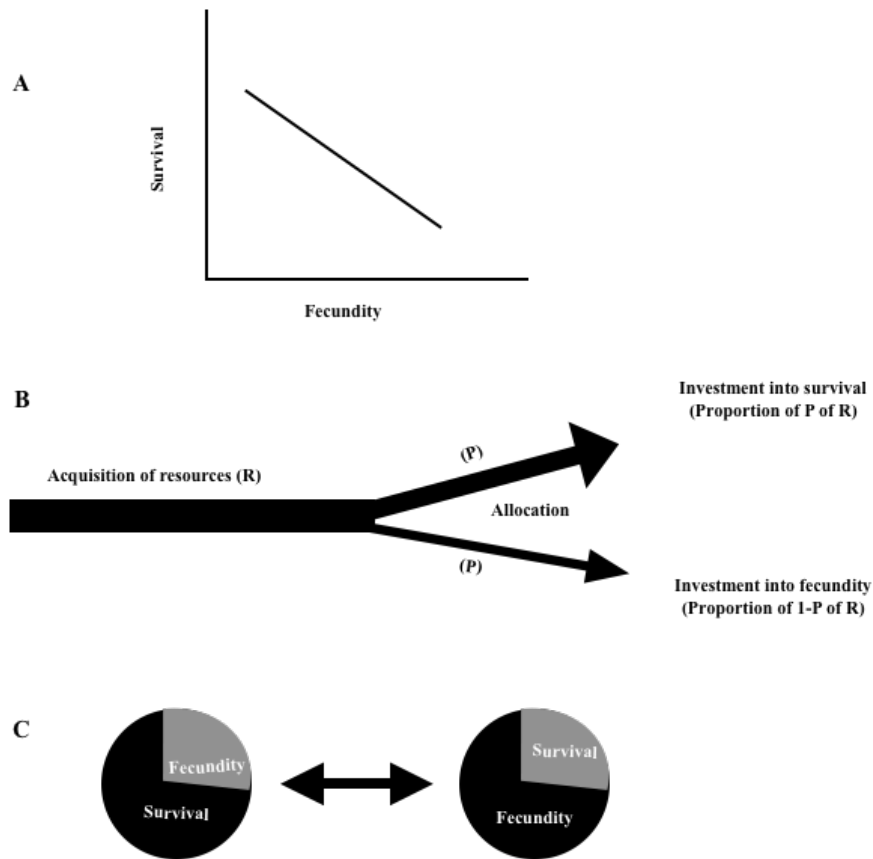 A
Survival
Fecundity
B
Investment into survival
(Proportion of P of R)
(P)
Acquisition of resources (R)
Allocation
(P)
Investment into fecundity
(Proportion of 1-P of R)
C
Fecundity
Survival
Survival
Fecundity